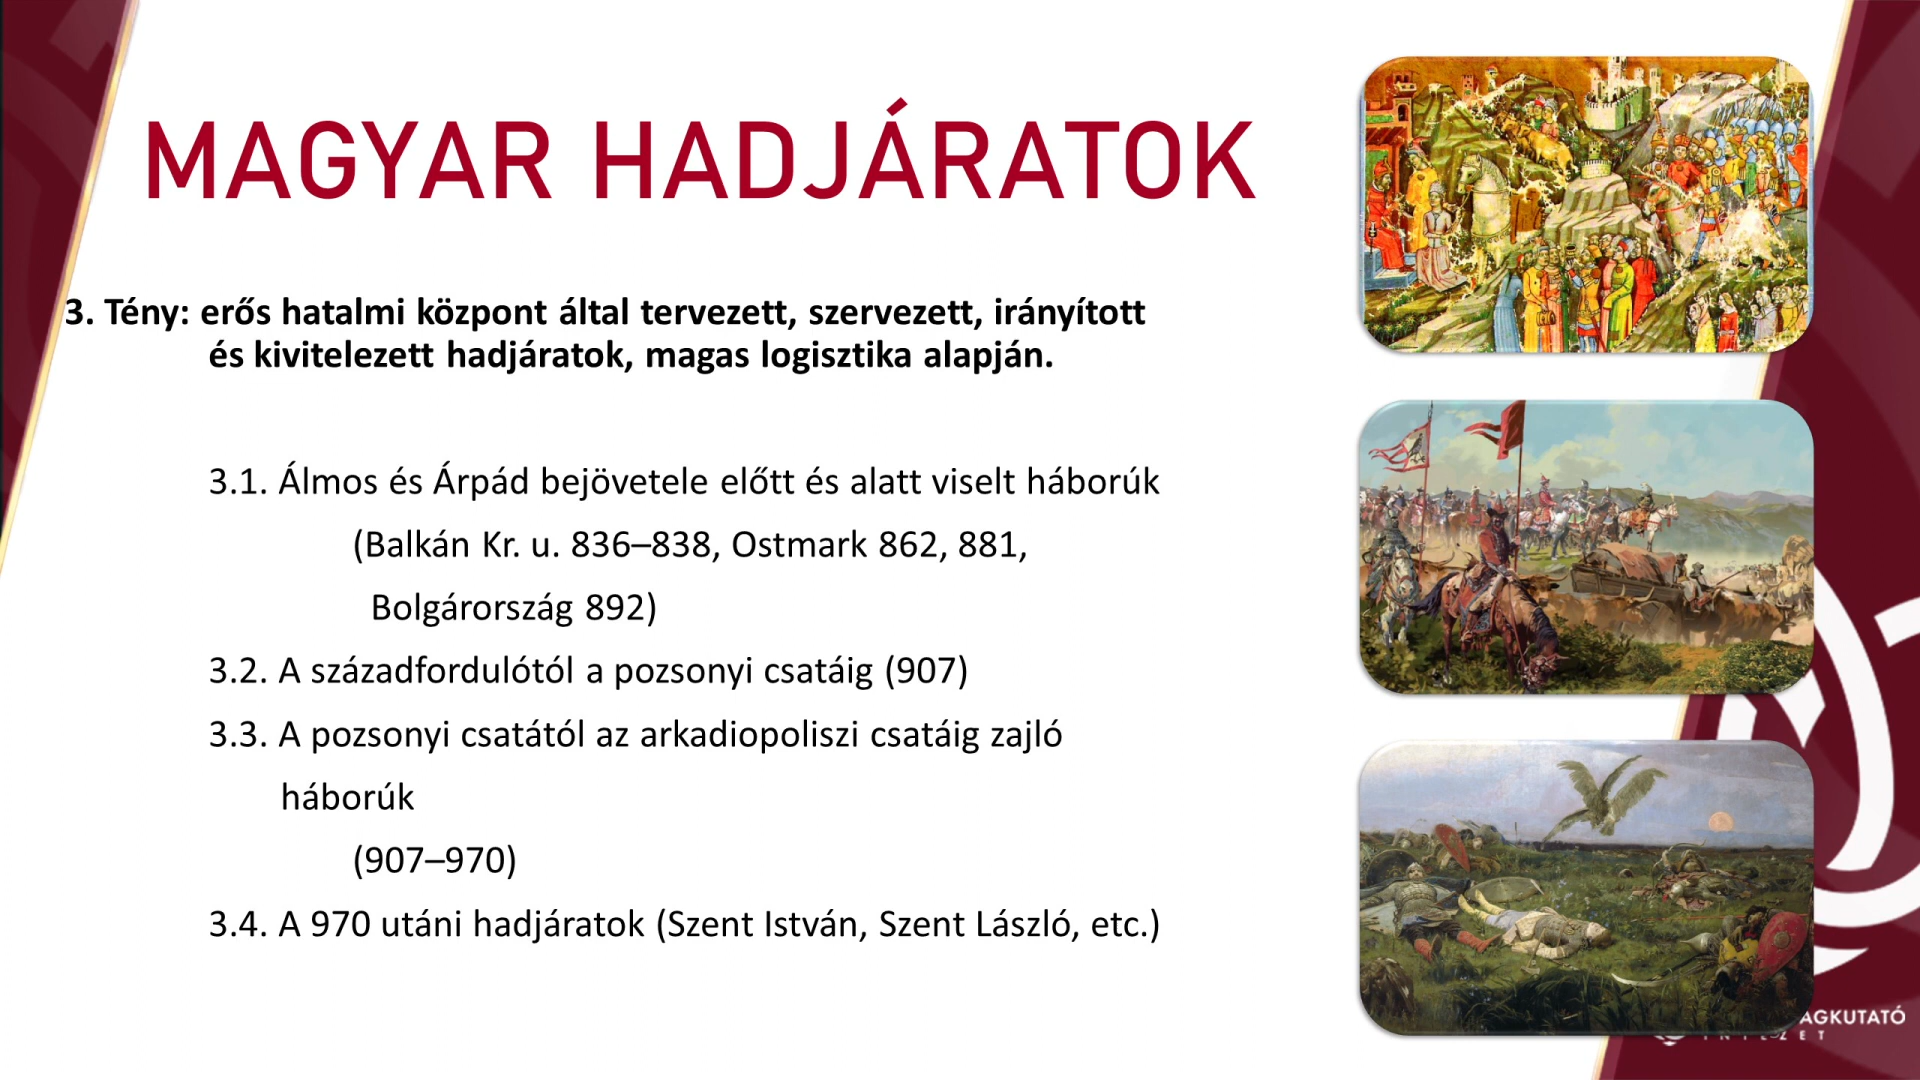 MAGYAR HADJÁRATOK
3. Tény: erős hatalmi központ által tervezett, szervezett, irányított
és kivitelezett hadjáratok, magas logisztika alapján.
3.1. Álmos és Árpád bejövetele előtt és alatt viselt háborúk
(Balkán Kr. u. 836–838, Ostmark 862, 881,
Bolgárország 892)
3.2. A századfordulótól a pozsonyi csatáig (907)
3.3. A pozsonyi csatától az arkadiopoliszi csatáig zajló
háborúk
(907–970)
3.4. A 970 utáni hadjáratok (Szent István, Szent László, etc.)
AGKUTATÓ